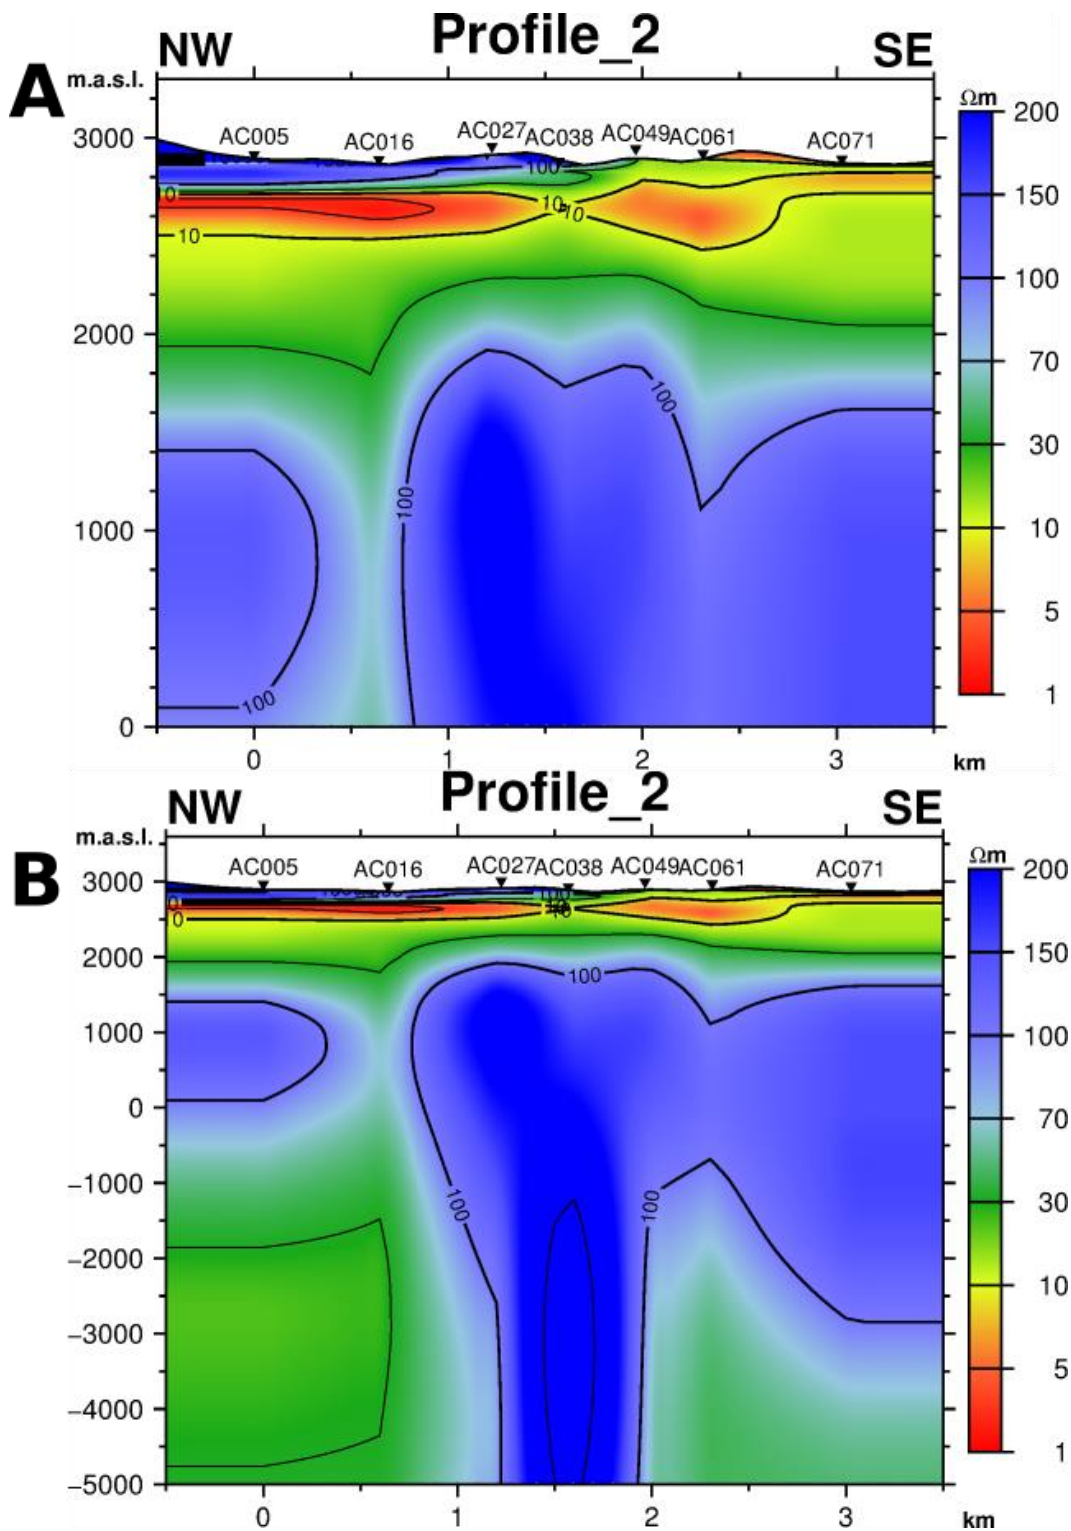 Profile_2
NW
SE
A
m.a.s.l.
AC005
AC016
AC027
AC038
AC049
AC061
AC071
Ωm
200
150
100
70
30
10
5
1
3000
2000
1000
0
100
10
10
10
100
100
100
0 1 2 3 km
Profile_2
NW
SE
B
m.a.s.l.
AC005
AC016
AC027
AC038
AC049
AC061
AC071
Ωm
200
150
100
70
30
10
5
1
3000
2000
1000
0
−1000
−2000
−3000
−4000
−5000
100
100
100
0 1 2 3 km